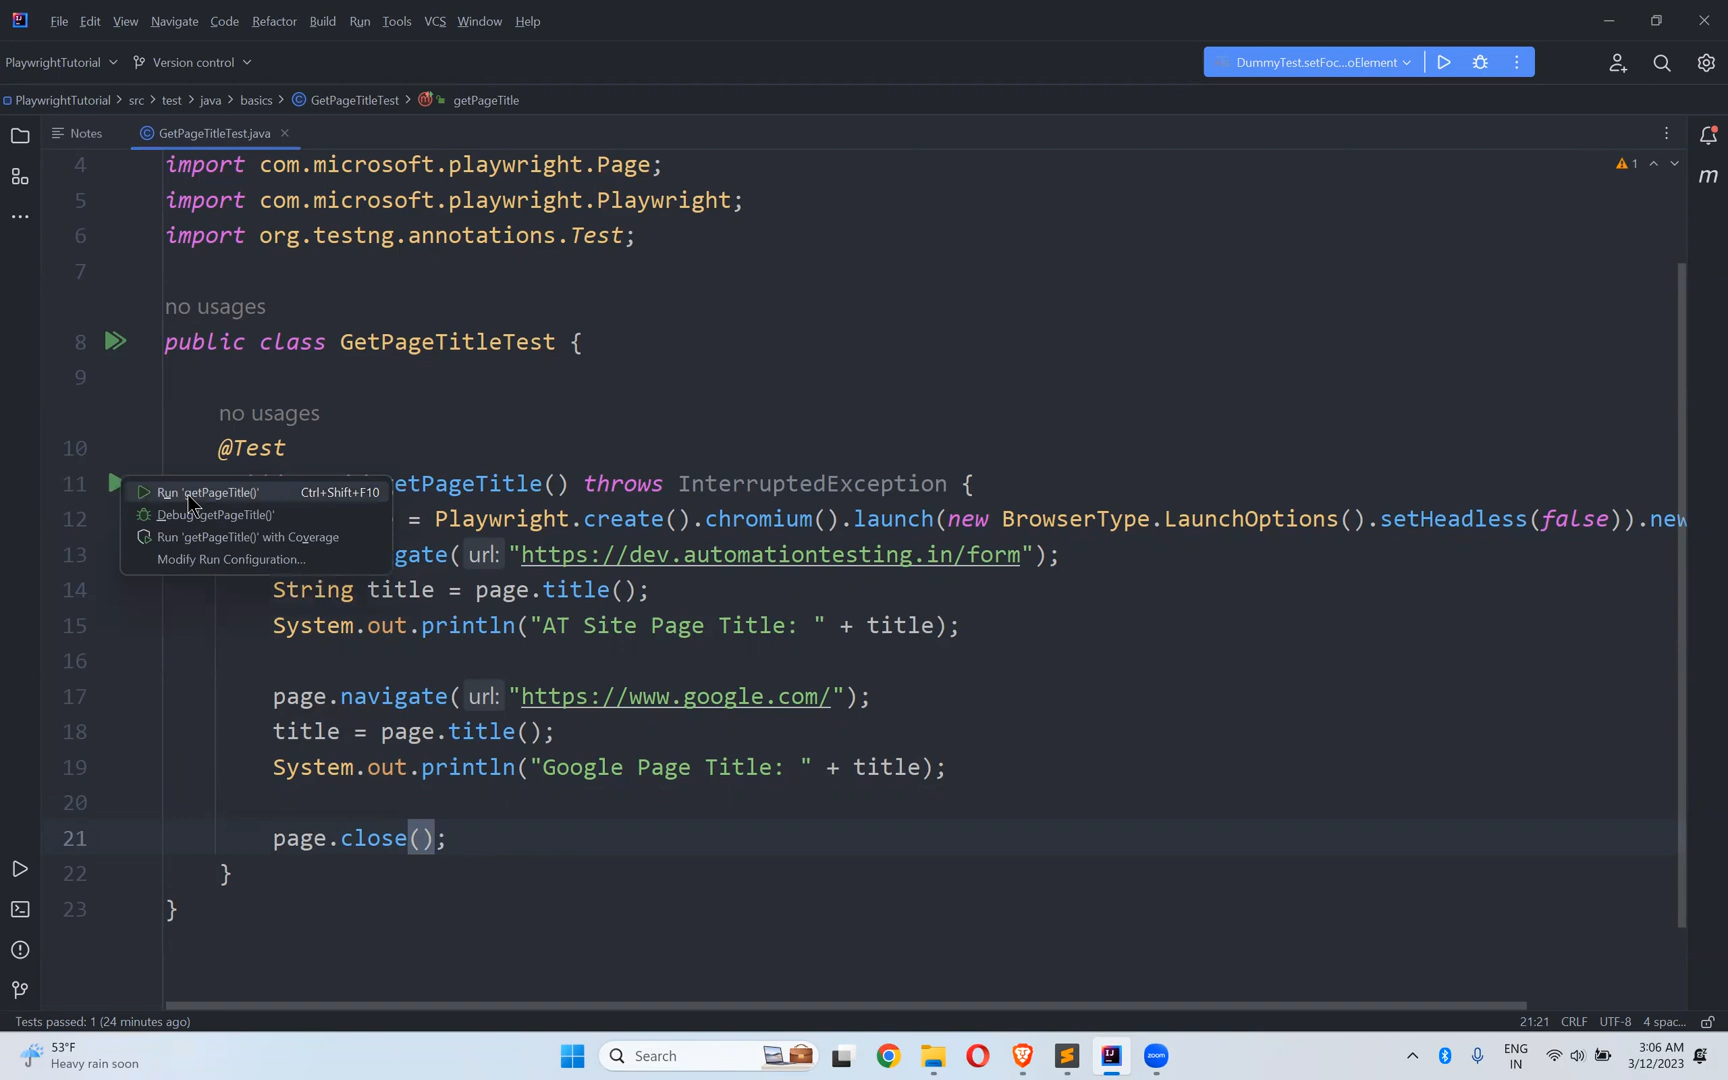 File Edit View Navigate Code Refactor Build Run Tools VCS Window Help
PlaywrightTutorial Version control DummyTest.setFoc...oElement
PlaywrightTutorial > src > test > java > basics > GetPageTitleTest > getPageTitle
Notes GetPageTitleTest.java
4 import com.microsoft.playwright.Page; 1
5 import com.microsoft.playwright.Playwright;
6 import org.testng.annotations.Test;
7
no usages
8 public class GetPageTitleTest {
9
no usages
10 @Test
11 etPageTitle() throws InterruptedException {
Run 'getPageTitle()' Ctrl+Shift+F10
Debug 'getPageTitle()'
Run 'getPageTitle()' with Coverage
Modify Run Configuration...
12 = Playwright.create().chromium().launch(new BrowserType.LaunchOptions().setHeadless(false)).new
13 gate( url: "https://dev.automationtesting.in/form");
14 String title = page.title();
15 System.out.println("AT Site Page Title: " + title);
16
17 page.navigate( url: "https://www.google.com/");
18 title = page.title();
19 System.out.println("Google Page Title: " + title);
20
21 page.close();
22 }
23 }
Tests passed: 1 (24 minutes ago) 21:21 CRLF UTF-8 4 spac...
53°F
Heavy rain soon
Search
zoom
ENG
IN
3:06 AM
3/12/2023